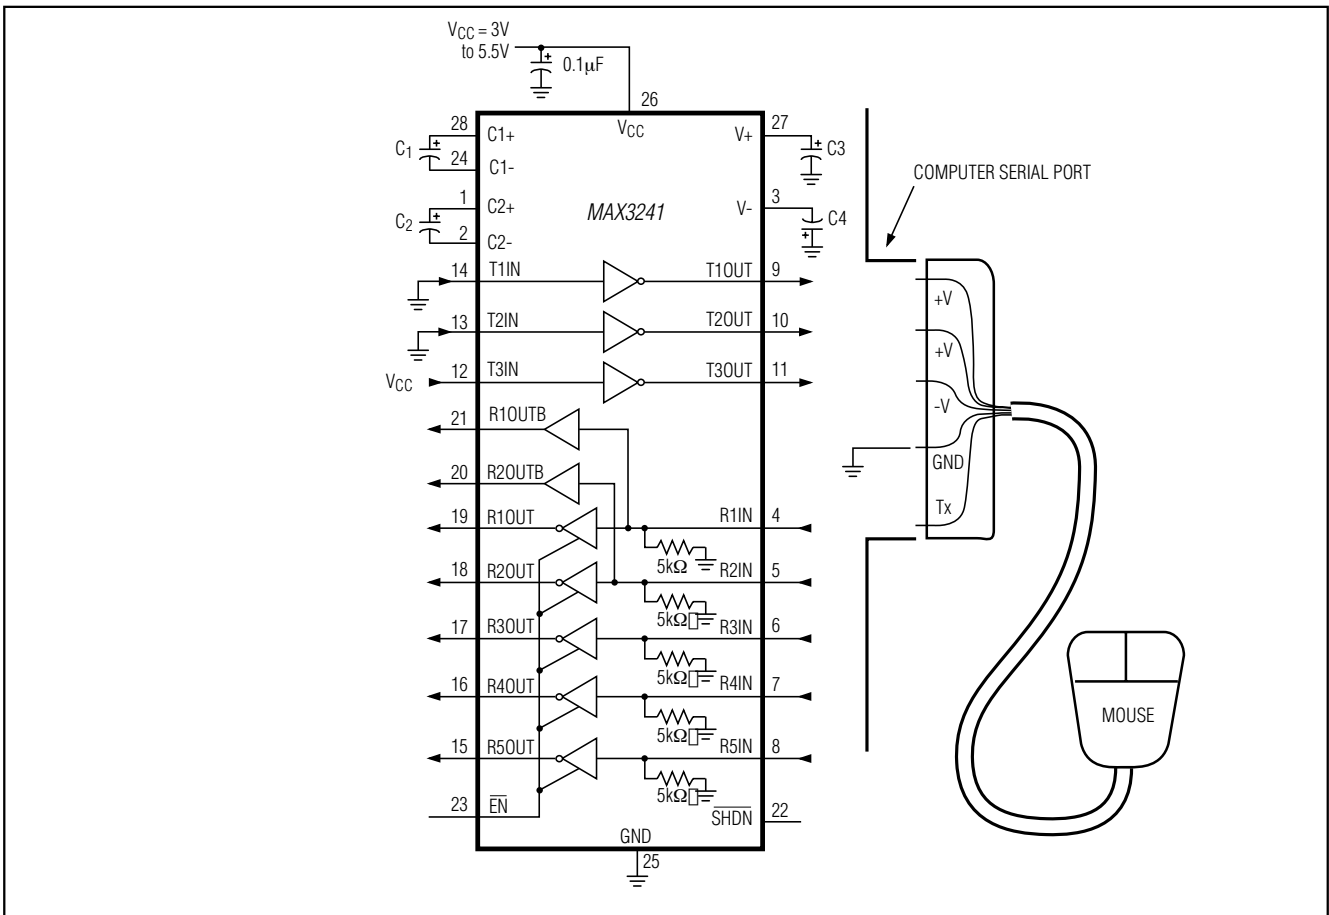 VCC = 3V
to 5.5V
0.1µF
26
VCC
28
C1+
C1
24
C1-
1
C2+
C2
2
C2-
V+
27
C3
MAX3241
V-
3
C4
14
T1IN
T1OUT
9
13
T2IN
T2OUT
10
VCC
12
T3IN
T3OUT
11
21
R1OUTB
20
R2OUTB
19
R1OUT
R1IN
4
5kΩ
18
R2OUT
R2IN
5
5kΩ
17
R3OUT
R3IN
6
5kΩ
16
R4OUT
R4IN
7
5kΩ
15
R5OUT
R5IN
8
5kΩ
23
E̅N̅
S̅H̅D̅N̅
22
GND
25
COMPUTER SERIAL PORT
+V
+V
-V
GND
Tx
MOUSE